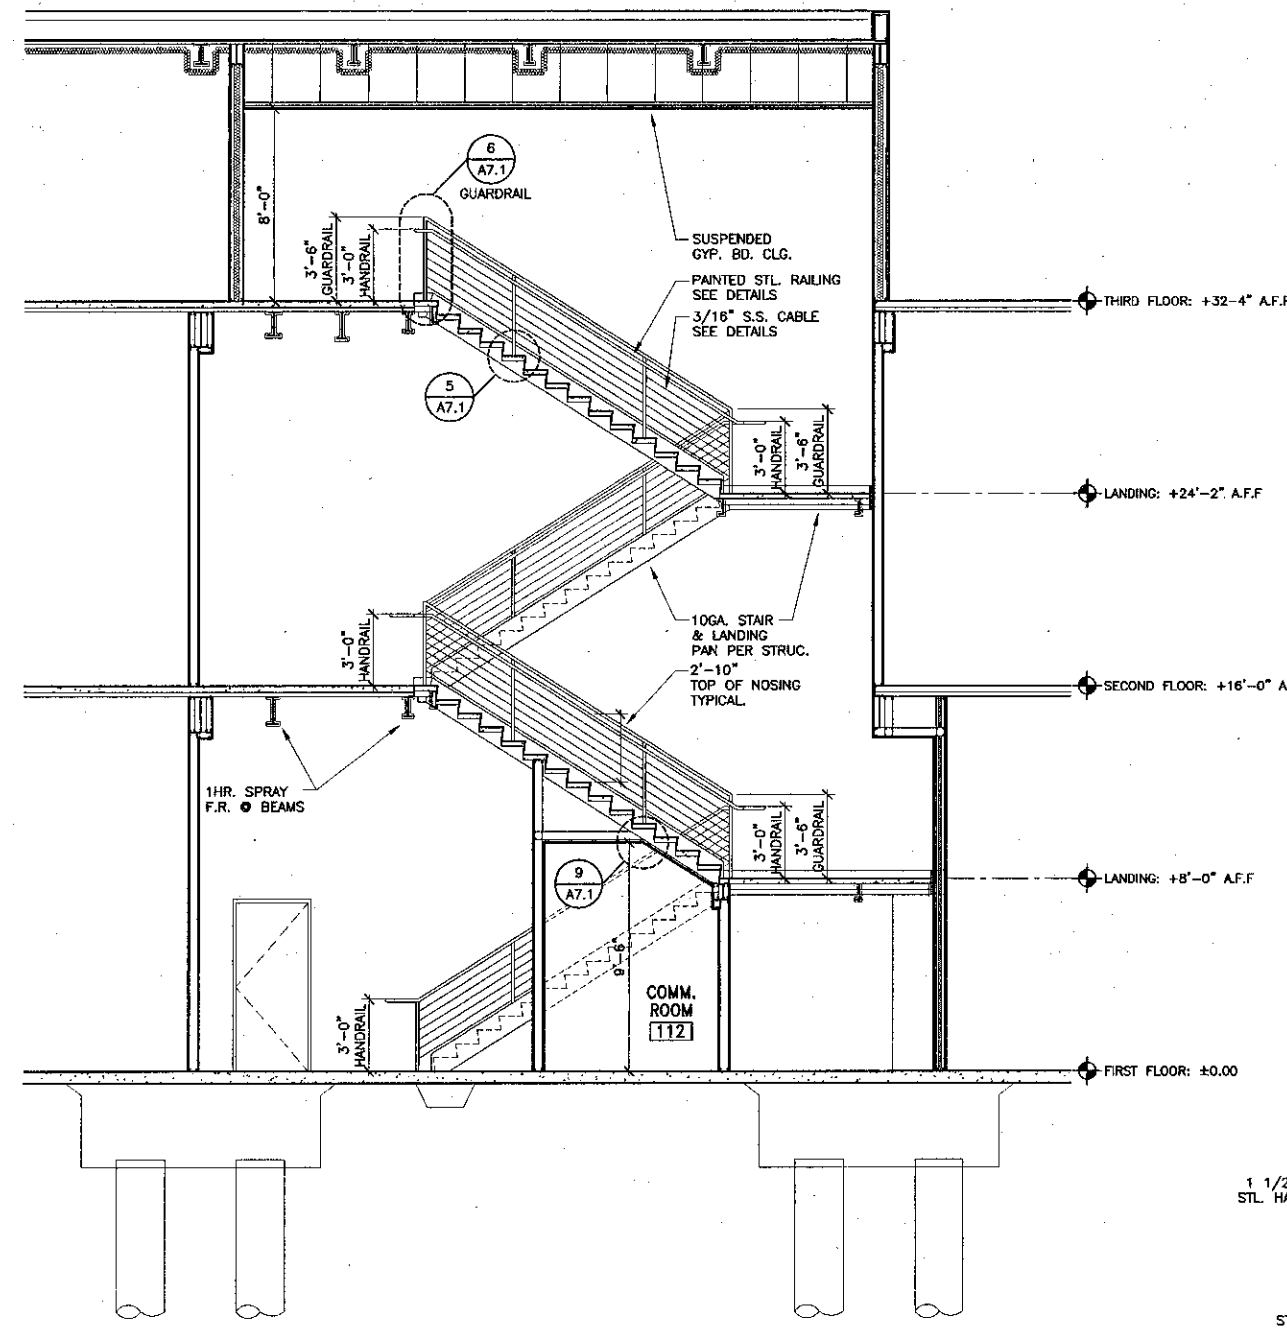 6
A7.1
GUARDRAIL
8'-0"
3'-6"
GUARDRAIL
3'-0"
HANDRAIL
SUSPENDED
GYP. BD. CLG.
PAINTED STL. RAILING
SEE DETAILS
3/16" S.S. CABLE
SEE DETAILS
THIRD FLOOR: +32-4" A.F.F
5
A7.1
3'-0"
HANDRAIL
3'-6"
GUARDRAIL
LANDING: +24'-2". A.F.F
10GA. STAIR
& LANDING
PAN PER STRUC.
3'-0"
HANDRAIL
2'-10"
TOP OF NOSING
TYPICAL.
SECOND FLOOR: +16'-0" A
1HR. SPRAY
F.R. @ BEAMS
3'-0"
HANDRAIL
3'-6"
GUARDRAIL
9
A7.1
LANDING: +8'-0" A.F.F
9'-6"
COMM.
ROOM
112
3'-0"
HANDRAIL
FIRST FLOOR: ±0.00
1 1/2
STL. HA
ST